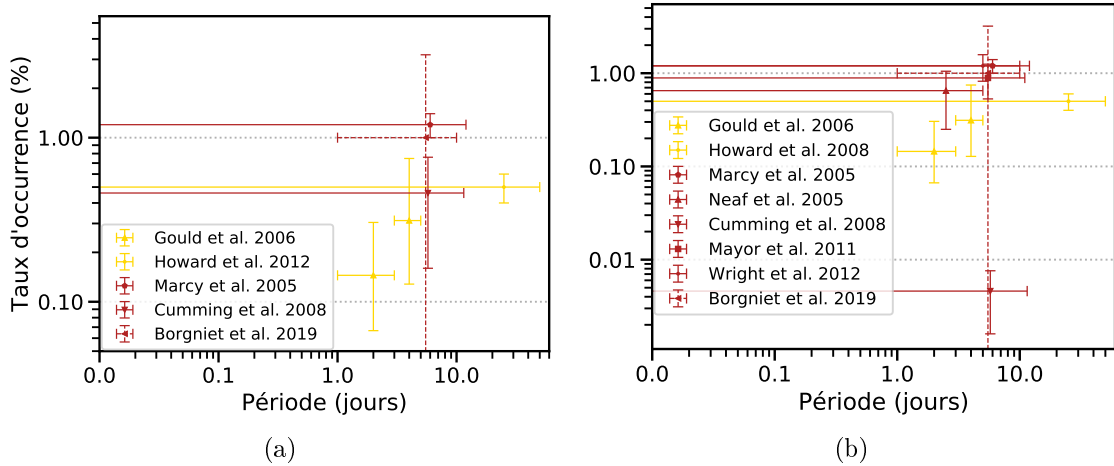 Taux d'occurrence (%)
1.00
0.10
Gould et al. 2006
Howard et al. 2012
Marcy et al. 2005
Cumming et al. 2008
Borgniet et al. 2019
0.0
0.1
1.0
10.0
Période (jours)
(a)
1.00
0.10
0.01
Gould et al. 2006
Howard et al. 2008
Marcy et al. 2005
Neaf et al. 2005
Cumming et al. 2008
Mayor et al. 2011
Wright et al. 2012
Borgniet et al. 2019
0.0
0.1
1.0
10.0
Période (jours)
(b)